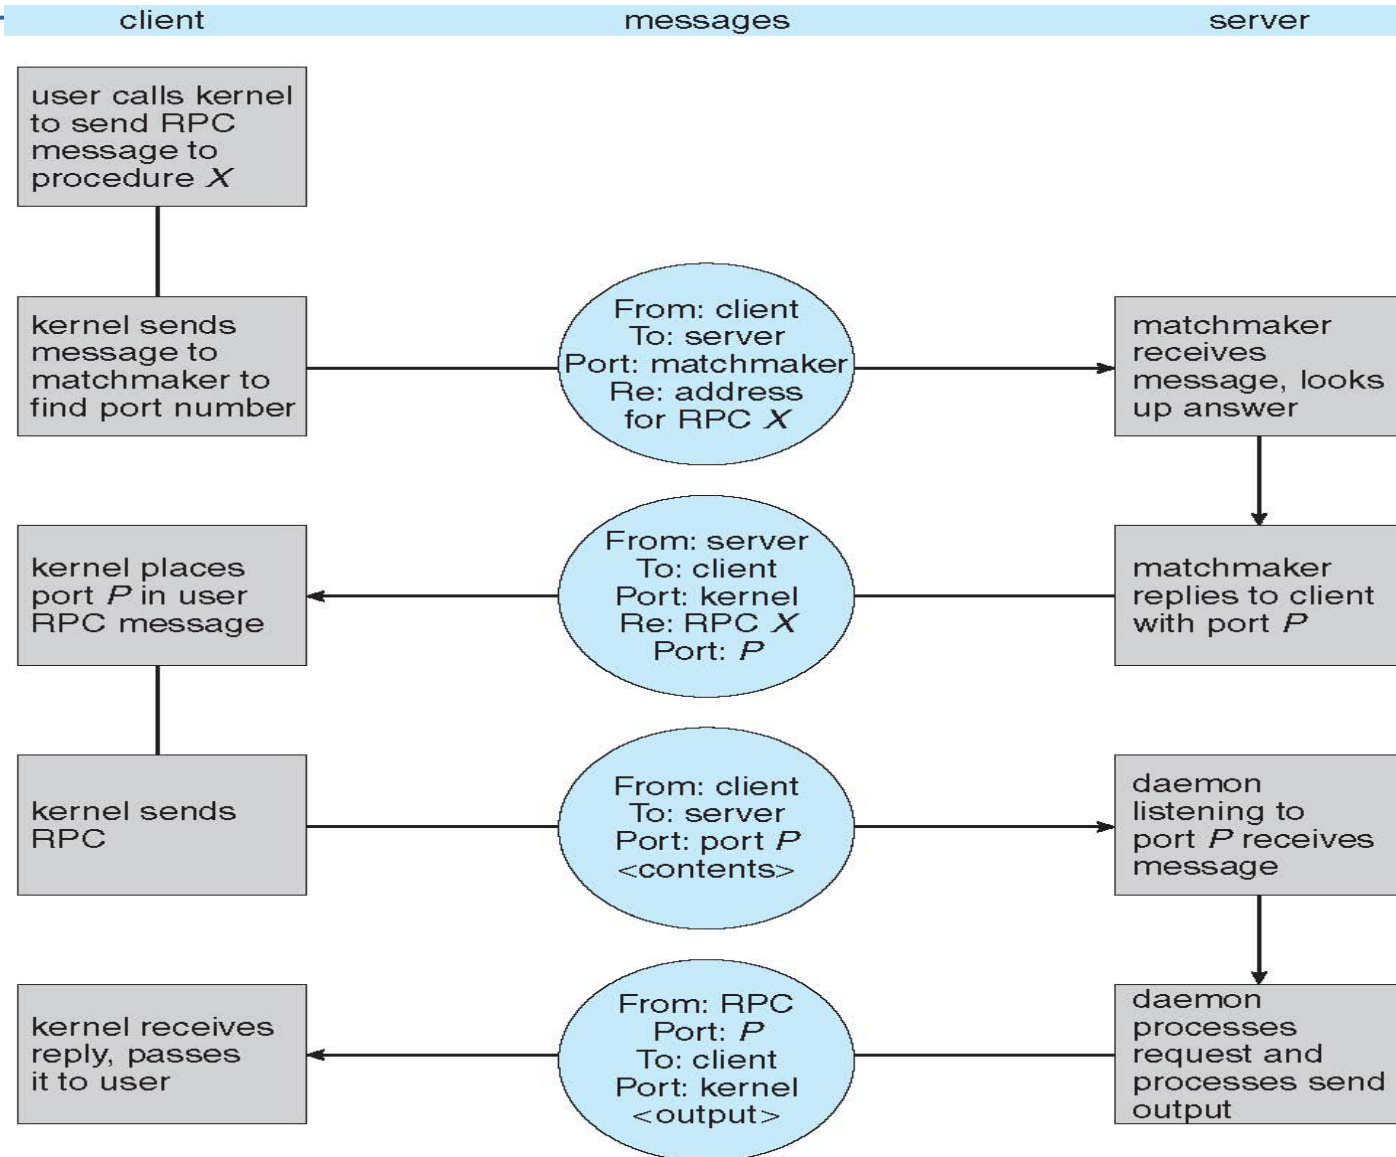 client messages server
user calls kernel
to send RPC
message to
procedure X
kernel sends
message to
matchmaker to
find port number
From: client
To: server
Port: matchmaker
Re: address
for RPC X
matchmaker
receives
message, looks
up answer
kernel places
port P in user
RPC message
From: server
To: client
Port: kernel
Re: RPC X
Port: P
matchmaker
replies to client
with port P
kernel sends
RPC
From: client
To: server
Port: port P
<contents>
daemon
listening to
port P receives
message
kernel receives
reply, passes
it to user
From: RPC
Port: P
To: client
Port: kernel
<output>
daemon
processes
request and
processes send
output